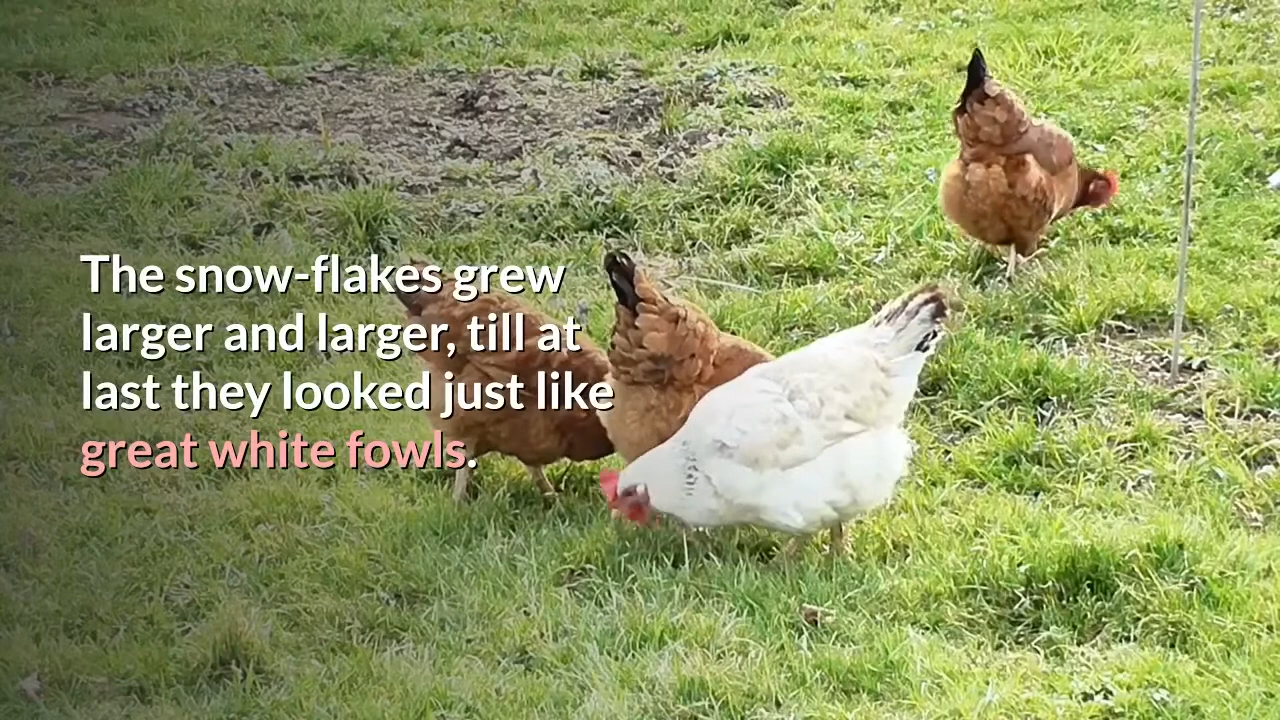 The snow-flakes grew
larger and larger, till at
last they looked just like
great white fowls.